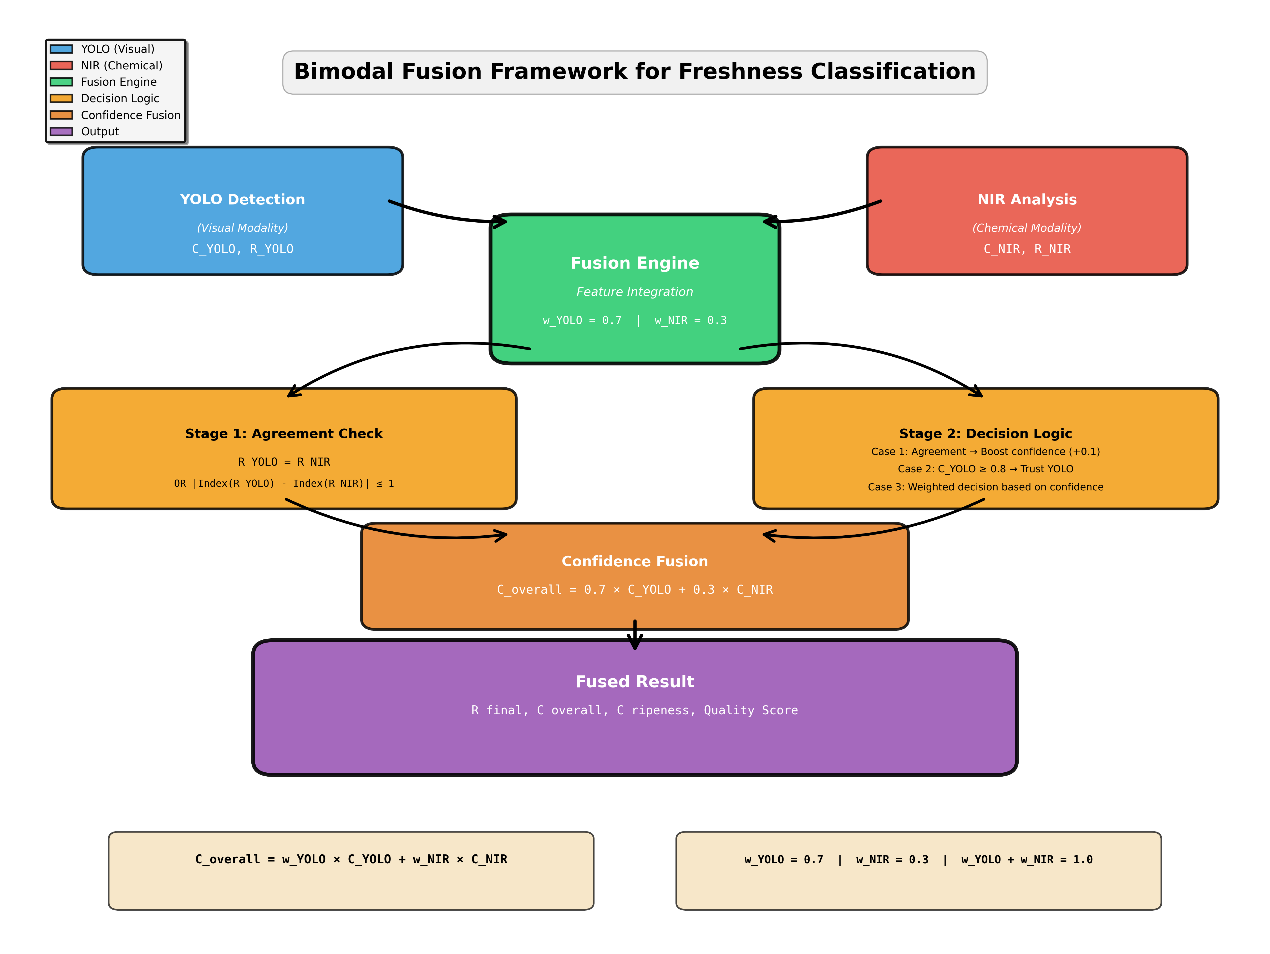 YOLO (Visual)
NIR (Chemical)
Fusion Engine
Decision Logic
Confidence Fusion
Output
Bimodal Fusion Framework for Freshness Classification
YOLO Detection
(Visual Modality)
C_YOLO, R_YOLO
NIR Analysis
(Chemical Modality)
C_NIR, R_NIR
Fusion Engine
Feature Integration
w_YOLO = 0.7 | w_NIR = 0.3
Stage 1: Agreement Check
R_YOLO = R_NIR
OR |Index(R_YOLO) - Index(R_NIR)| ≤ 1
Stage 2: Decision Logic
Case 1: Agreement → Boost confidence (+0.1)
Case 2: C_YOLO ≥ 0.8 → Trust YOLO
Case 3: Weighted decision based on confidence
Confidence Fusion
C_overall = 0.7 × C_YOLO + 0.3 × C_NIR
Fused Result
R_final, C_overall, C_ripeness, Quality Score
C_overall = w_YOLO × C_YOLO + w_NIR × C_NIR
w_YOLO = 0.7 | w_NIR = 0.3 | w_YOLO + w_NIR = 1.0